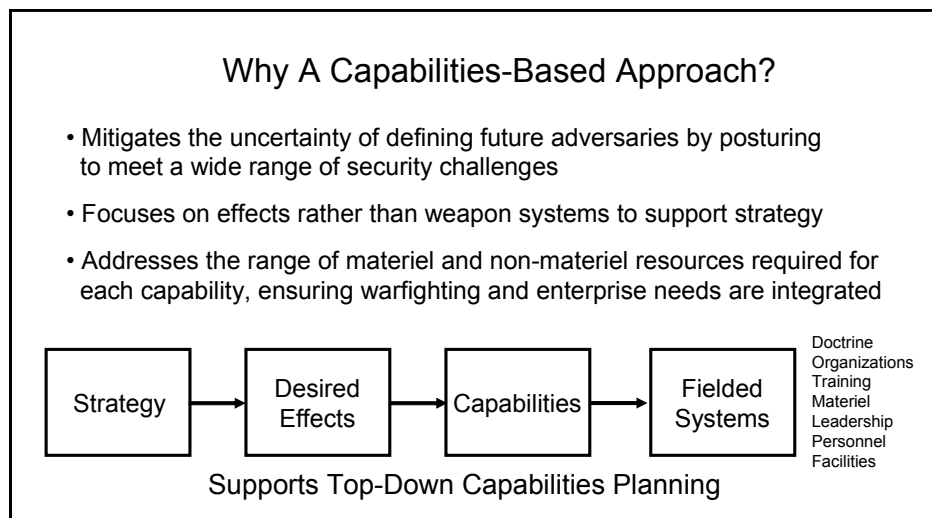 Why A Capabilities-Based Approach?
• Mitigates the uncertainty of defining future adversaries by posturing
to meet a wide range of security challenges
• Focuses on effects rather than weapon systems to support strategy
• Addresses the range of materiel and non-materiel resources required for
each capability, ensuring warfighting and enterprise needs are integrated
Strategy
Desired
Effects
Capabilities
Fielded
Systems
Doctrine
Organizations
Training
Materiel
Leadership
Personnel
Facilities
Supports Top-Down Capabilities Planning